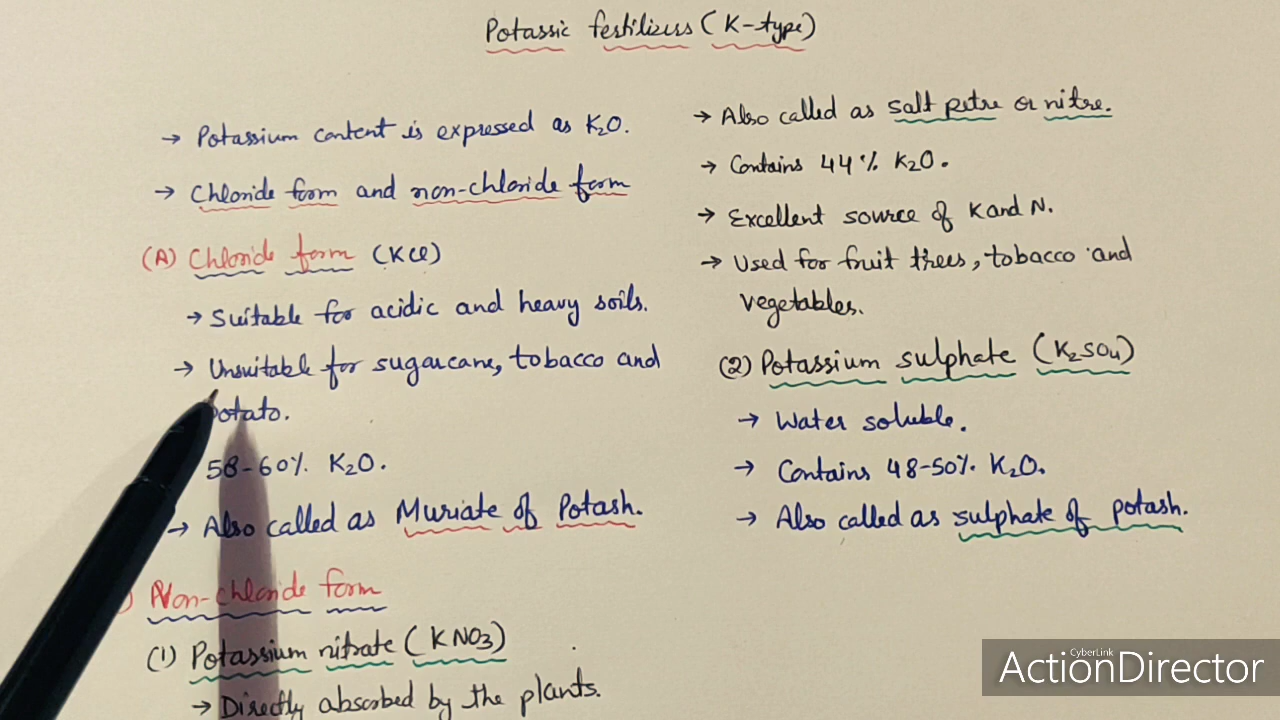 Potassic fertilizers (K-type)
→ Potassium content is expressed as K₂O.
→ Chloride form and non-chloride form
(A) Chloride form (KCl)
→ Suitable for acidic and heavy soils.
→ Unsuitable for sugarcane, tobacco and
potato.
58-60% K₂O.
→ Also called as Muriate of Potash.
) Non-chloride form
(1) Potassium nitrate (KNO₃)
→ Directly absorbed by the plants.
→ Also called as salt petre or nitre.
→ Contains 44% K₂O.
→ Excellent source of K and N.
→ Used for fruit trees, tobacco and
vegetables.
(2) Potassium sulphate (K₂SO₄)
→ Water soluble.
→ Contains 48-50% K₂O.
→ Also called as sulphate of potash.
CyberLink
ActionDirector